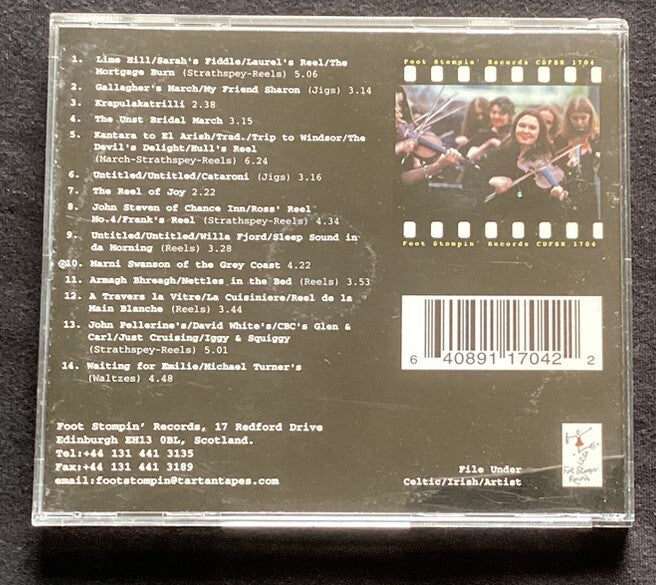 1. Lime Hill/Sarah's Fiddle/Laurel's Reel/The
Mortgage Burn (Strathspey-Reels) 5.06
2. Gallagher's March/My Friend Sharon (Jigs) 3.14
3. Krapulakatrilli 2.38
4. The Unst Bridal March 3.15
5. Kantara to El Arish/Trad./Trip to Windsor/The
Devil's Delight/Hull's Reel
(March-Strathspey-Reels) 6.24
6. Untitled/Untitled/Cataroni (Jigs) 3.16
7. The Reel of Joy 2.22
8. John Steven of Chance Inn/Ross' Reel
No.4/Frank's Reel (Strathspey-Reels) 4.34
9. Untitled/Untitled/Willa Fjord/Sleep Sound in
da Morning (Reels) 3.28
10. Marni Swanson of the Grey Coast 4.22
11. Armagh Bhreagh/Nettles in the Bed (Reels) 3.53
12. A Travers la Vitre/La Cuisiniere/Reel de la
Main Blanche (Reels) 3.44
13. John Pellerine's/David White's/CBC's Glen &
Carl/Just Cruising/Iggy & Squiggy
(Strathspey-Reels) 5.01
14. Waiting for Emilie/Michael Turner's
(Waltzes) 4.48
Foot Stompin' Records CDFSR 1704
Foot Stompin' Records CDFSR 1704
6 40891 17042 2
Foot Stompin' Records, 17 Redford Drive
Edinburgh EH13 0BL, Scotland.
Tel:+44 131 441 3135
Fax:+44 131 441 3189
email:footstompin@tartantapes.com
File Under
Celtic/Irish/Artist
Foot Stompin
Records